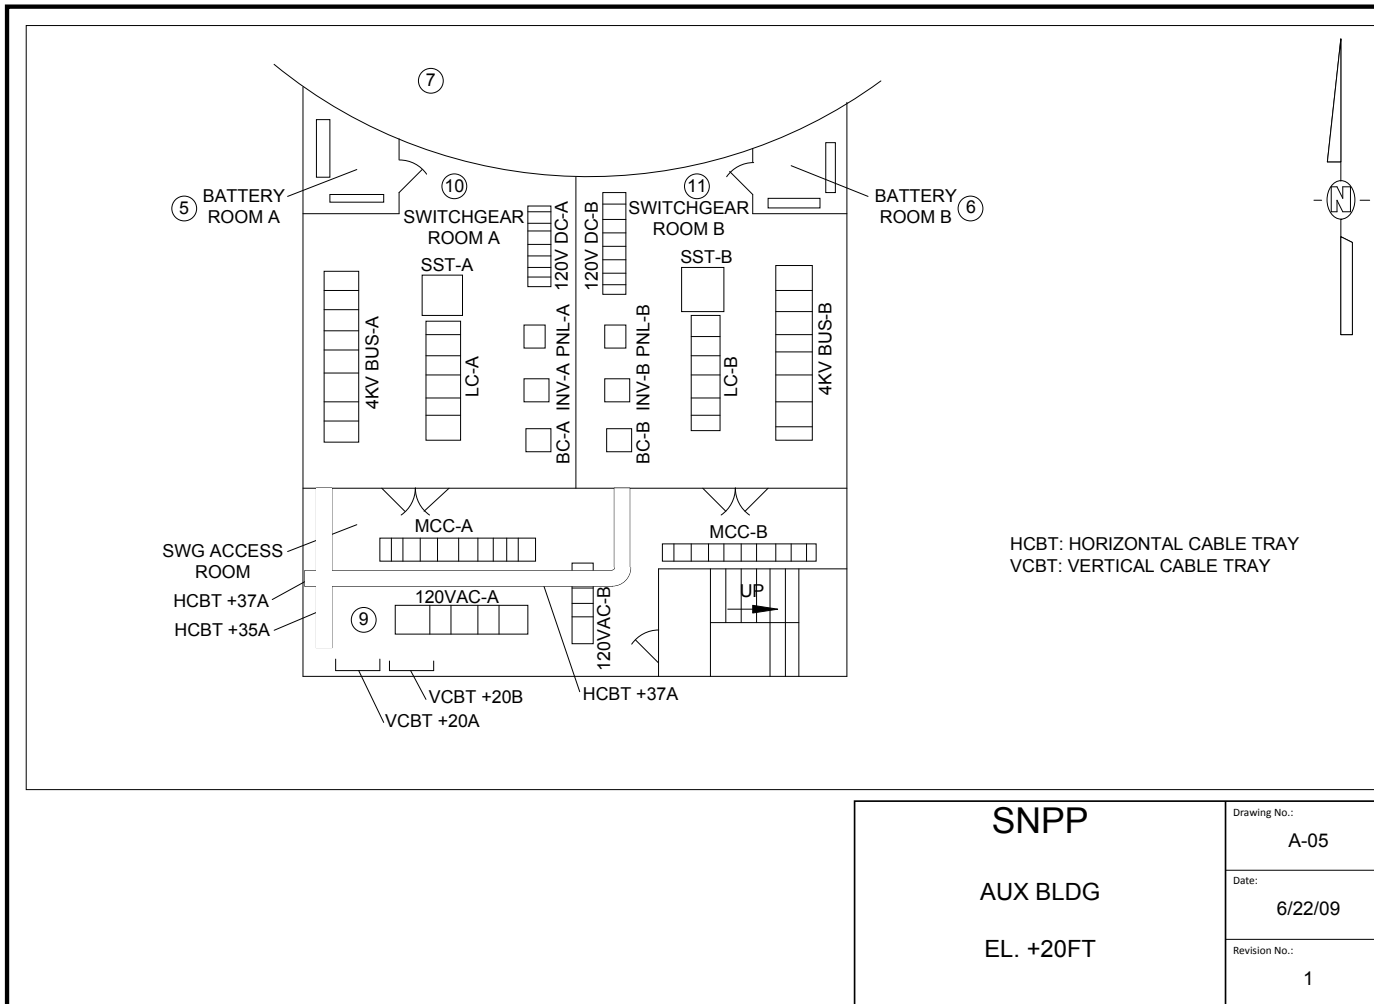 7
10
11
5
BATTERY
ROOM A
SWITCHGEAR
ROOM A
120V DC-A
120V DC-B
SWITCHGEAR
ROOM B
BATTERY
ROOM B
6
N
SST-A
SST-B
4KV BUS-A
LC-A
PNL-A
INV-A
BC-A
PNL-B
INV-B
BC-B
LC-B
4KV BUS-B
MCC-A
MCC-B
SWG ACCESS
ROOM
HCBT +37A
HCBT +35A
9
120VAC-A
120VAC-B
UP
HCBT: HORIZONTAL CABLE TRAY
VCBT: VERTICAL CABLE TRAY
VCBT +20B
VCBT +20A
HCBT +37A
SNPP
AUX BLDG
EL. +20FT
Drawing No.:
A-05
Date:
6/22/09
Revision No.:
1